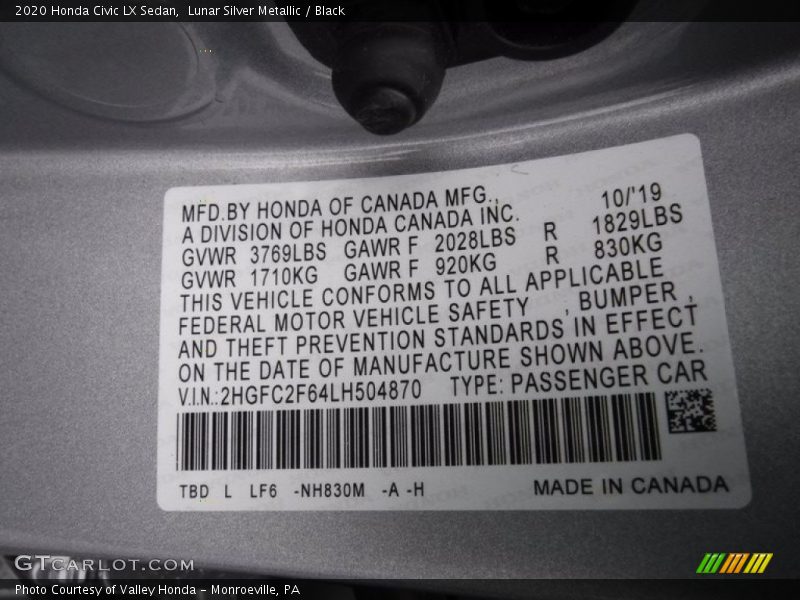 2020 Honda Civic LX Sedan,  Lunar Silver Metallic / Black
MFD.BY HONDA OF CANADA MFG., 10/'19
A DIVISION OF HONDA CANADA INC.
GVWR 3769LBS GAWR F 2028LBS R 1829LBS
GVWR 1710KG GAWR F 920KG R 830KG
THIS VEHICLE CONFORMS TO ALL APPLICABLE
FEDERAL MOTOR VEHICLE SAFETY , BUMPER ,
AND THEFT PREVENTION STANDARDS IN EFFECT
ON THE DATE OF MANUFACTURE SHOWN ABOVE.
V.I.N.:2HGFC2F64LH504870 TYPE: PASSENGER CAR
TBD L LF6 -NH830M -A -H MADE IN CANADA
GTCARLOT.COM
Photo Courtesy of Valley Honda - Monroeville, PA